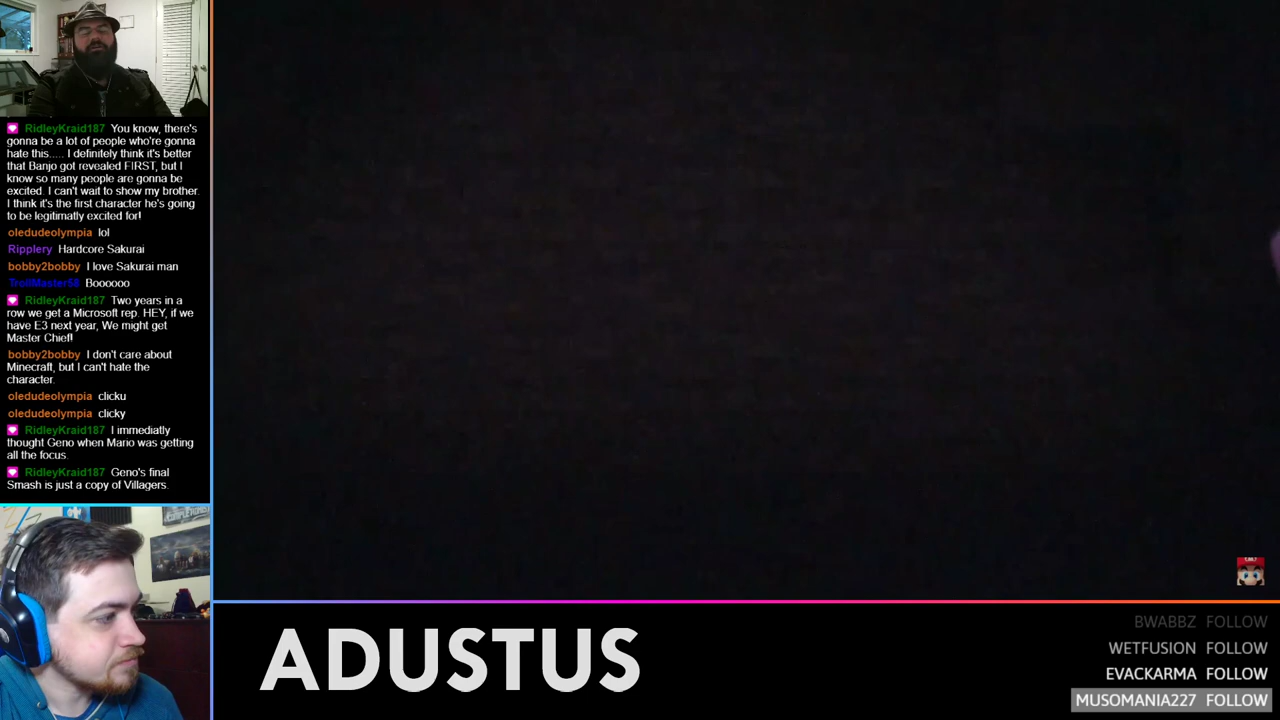 RidleyKraid187 You know, there's
gonna be a lot of people who're gonna
hate this..... I definitely think it's better
that Banjo got revealed FIRST, but I
know so many people are gonna be
excited. I can't wait to show my brother.
I think it's the first character he's going
to be legitimatly excited for!
oledudeolympia lol
Ripplery Hardcore Sakurai
bobby2bobby I love Sakurai man
TrollMaster58 Boooooo
RidleyKraid187 Two years in a
row we get a Microsoft rep. HEY, if we
have E3 next year, We might get
Master Chief!
bobby2bobby I don't care about
Minecraft, but I can't hate the
character.
oledudeolympia clicku
oledudeolympia clicky
RidleyKraid187 I immediatly
thought Geno when Mario was getting
all the focus.
RidleyKraid187 Geno's final
Smash is just a copy of Villagers.
ADUSTUS
BWABBZ FOLLOW
WETFUSION FOLLOW
EVACKARMA FOLLOW
MUSOMANIA227 FOLLOW